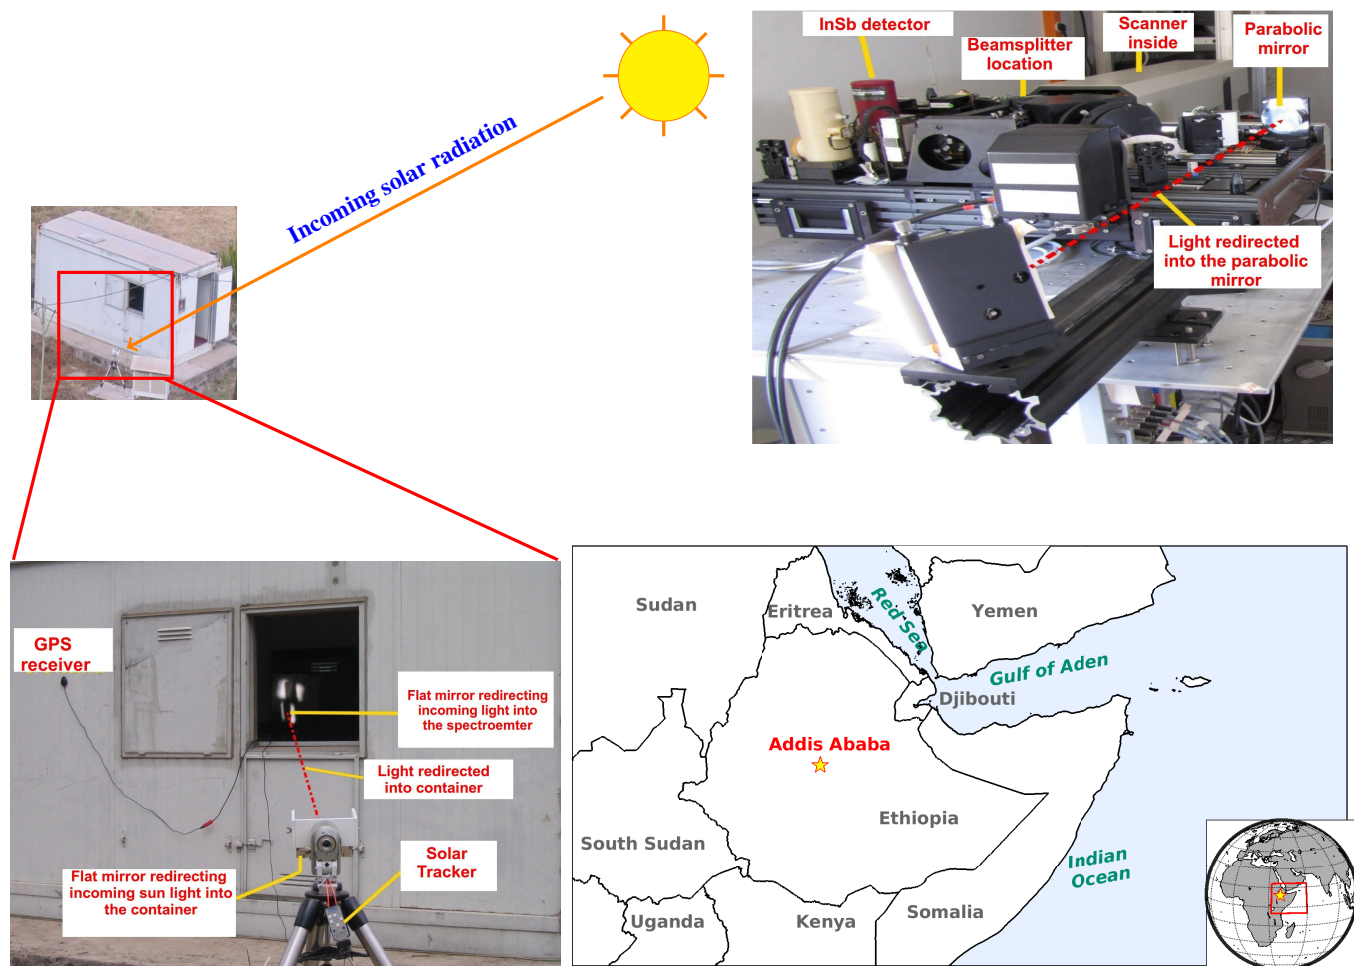 InSb detector
Beamsplitter
location
Scanner
inside
Parabolic
mirror
Incoming solar radiation
Light redirected
into the parabolic
mirror
GPS
receiver
Flat mirror redirecting
incoming light into
the spectroemter
Light redirected
into container
Solar
Tracker
Flat mirror redirecting
incoming sun light into
the container
Sudan
Eritrea
Red Sea
Yemen
Gulf of Aden
Djibouti
Addis Ababa
Ethiopia
South Sudan
Indian
Ocean
Uganda
Kenya
Somalia